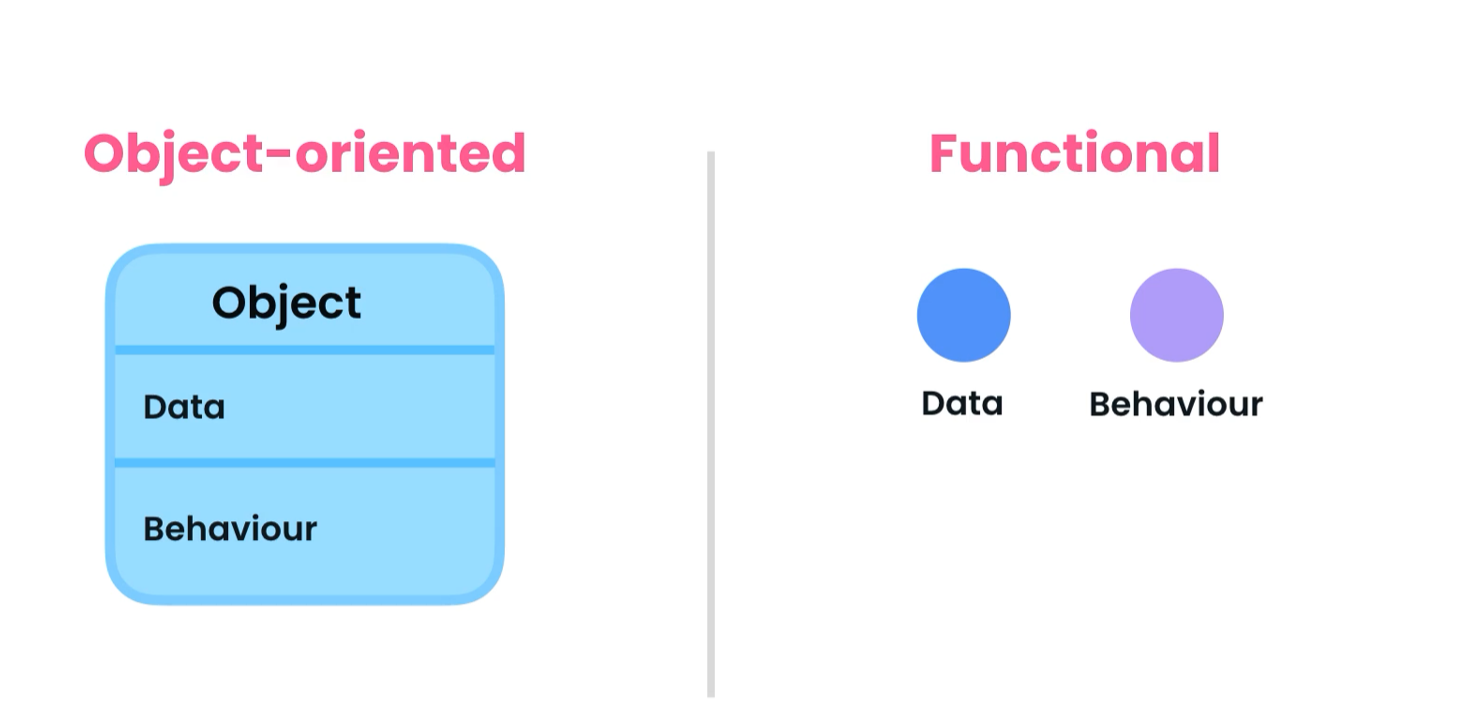 Object-oriented
Object
Data
Behaviour
Functional
Data
Behaviour